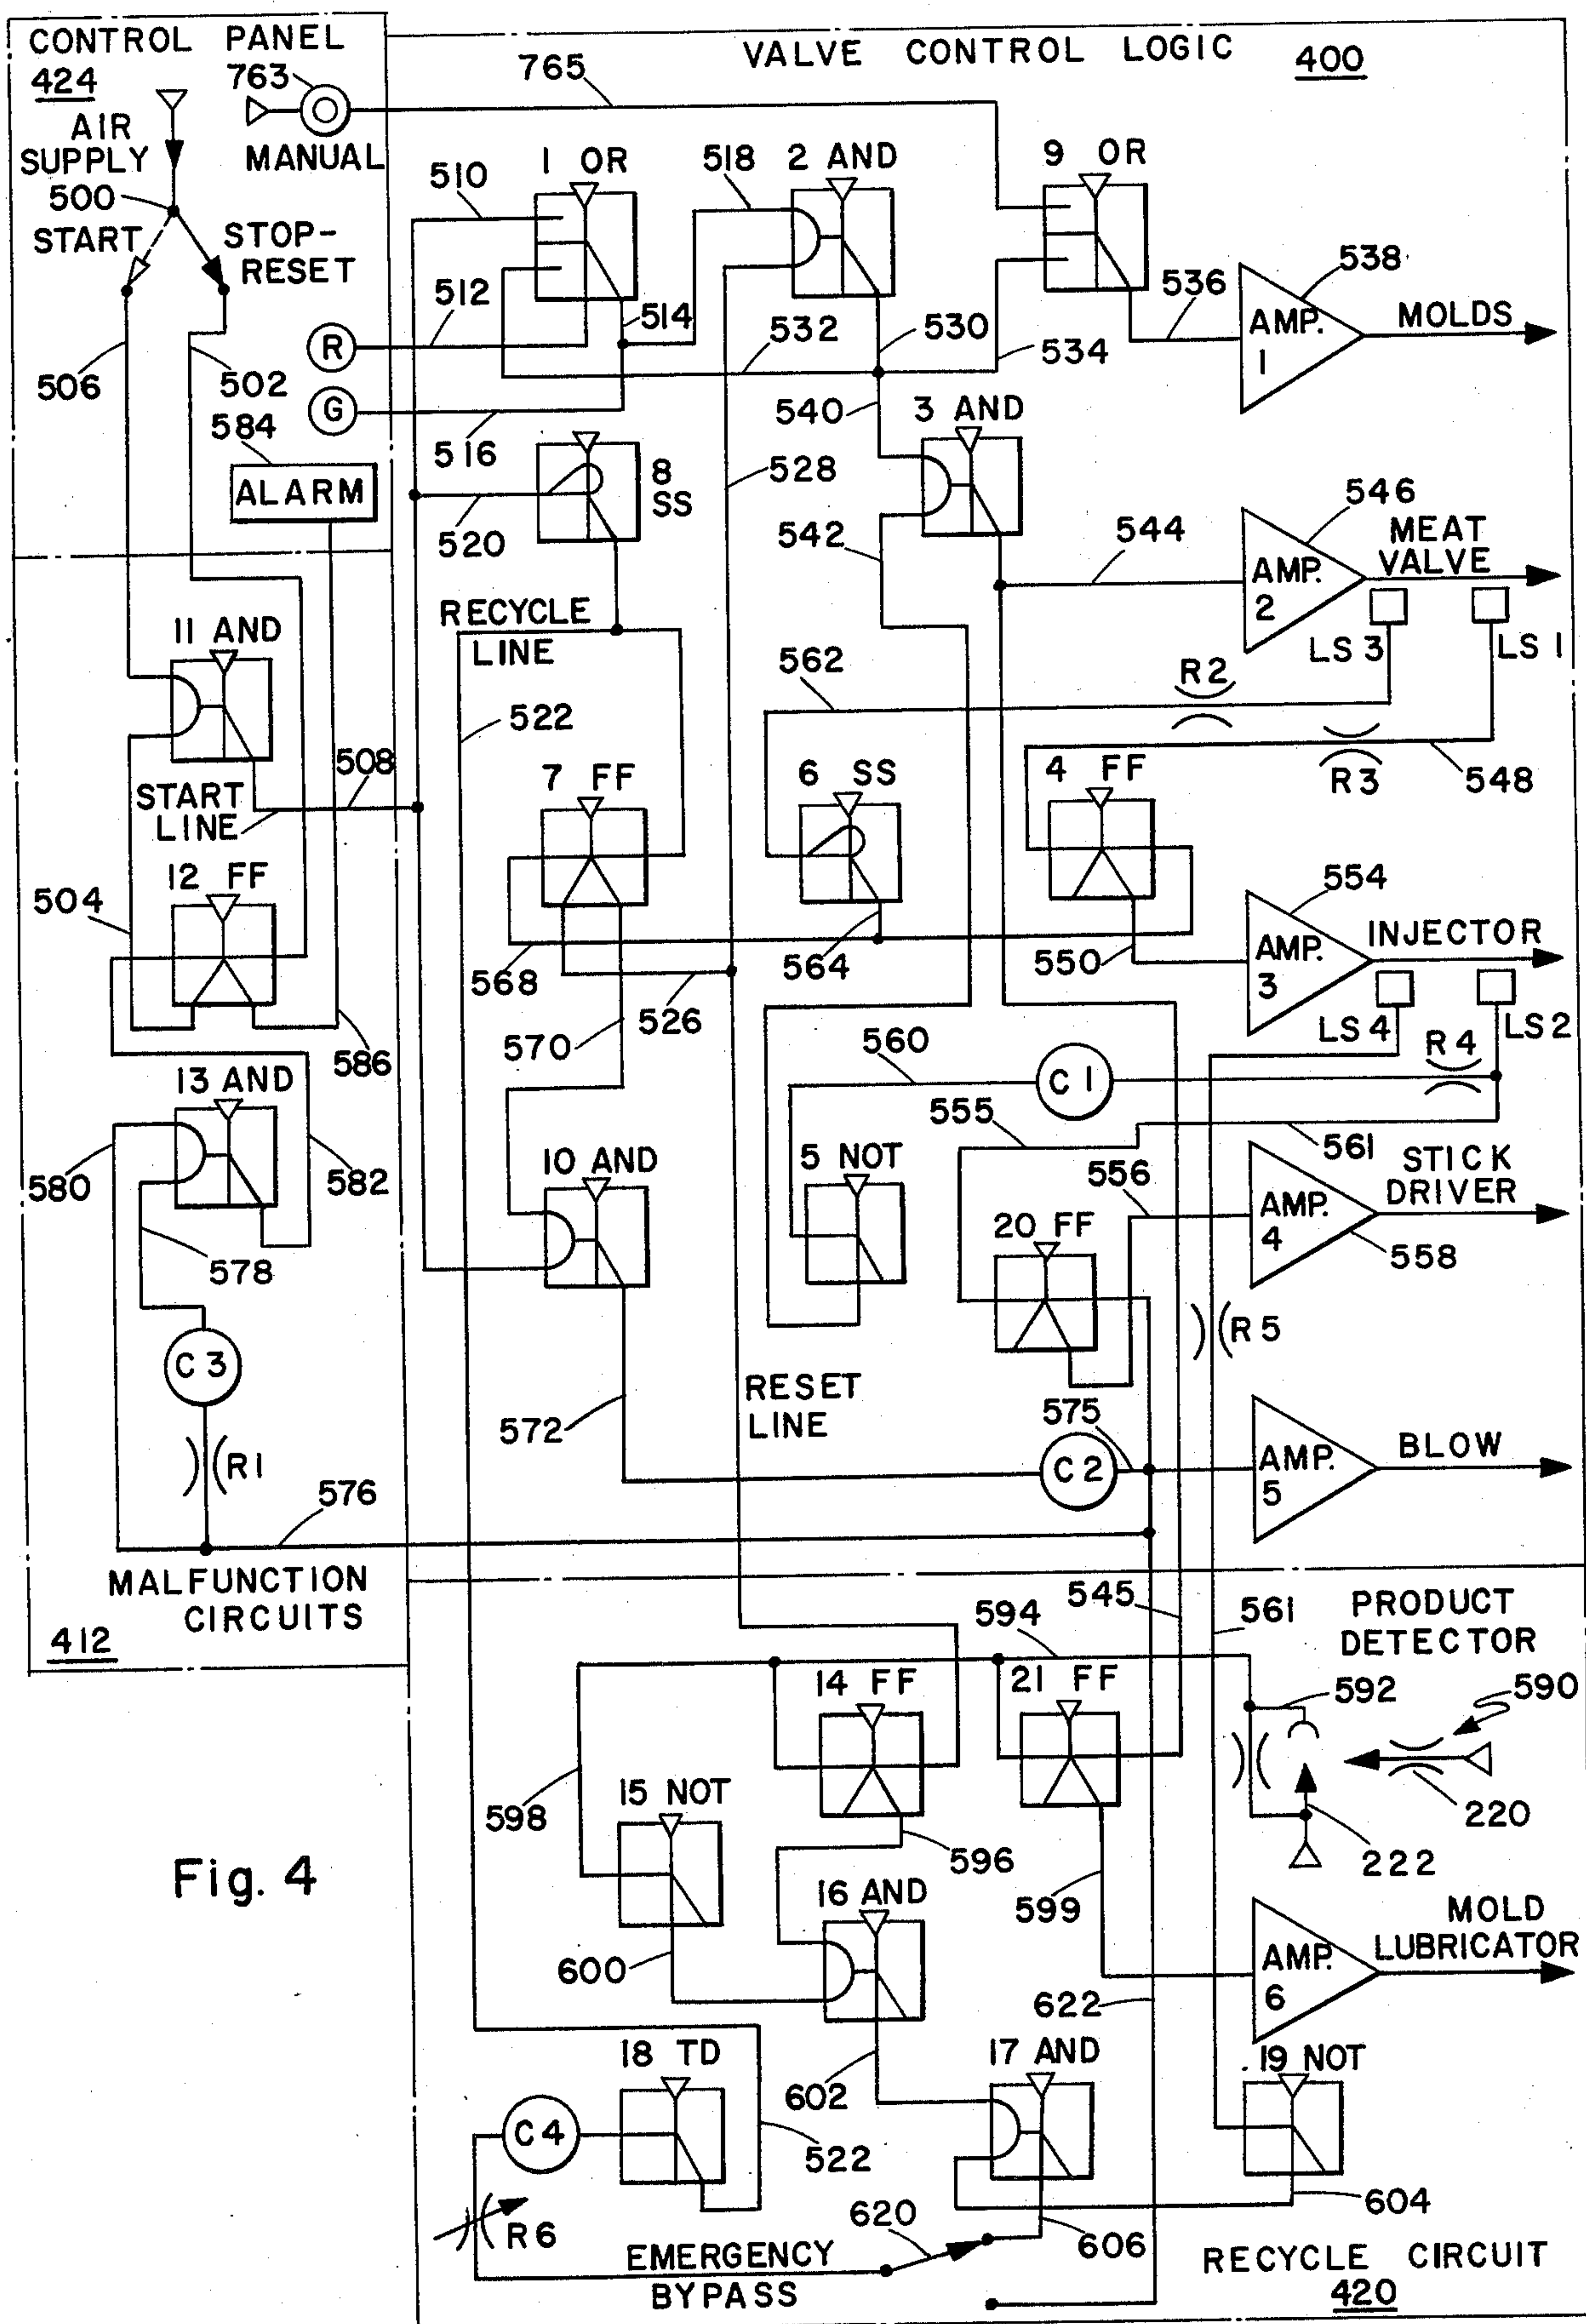 CONTROL PANEL
424
763
AIR
SUPPLY
500
START
STOP-
RESET
MANUAL
VALVE CONTROL LOGIC 400
765
510
1 OR
518
2 AND
9 OR
512
514
532
530
534
536
538
AMP.
1
MOLDS
R
G
506
502
584
ALARM
516
520
8
SS
528
540
3 AND
542
544
546
AMP.
2
MEAT
VALVE
LS 3
LS 1
RECYCLE
LINE
11 AND
522
562
R2
R3
548
508
START
LINE
7 FF
6 SS
4 FF
12 FF
504
568
526
564
550
554
AMP.
3
INJECTOR
LS 4
LS 2
570
586
13 AND
560
C 1
R 4
555
561
580
582
578
10 AND
5 NOT
556
STICK
DRIVER
AMP.
4
558
20 FF
R 5
C 3
R1
572
RESET
LINE
575
C 2
AMP.
5
BLOW
576
MALFUNCTION
CIRCUITS
412
594
545
561
PRODUCT
DETECTOR
592
590
14 FF
21 FF
598
15 NOT
596
220
222
Fig. 4
16 AND
599
600
MOLD
LUBRICATOR
AMP.
6
622
18 TD
602
17 AND
19 NOT
C 4
522
604
R 6
620
606
EMERGENCY
BYPASS
RECYCLE CIRCUIT
420